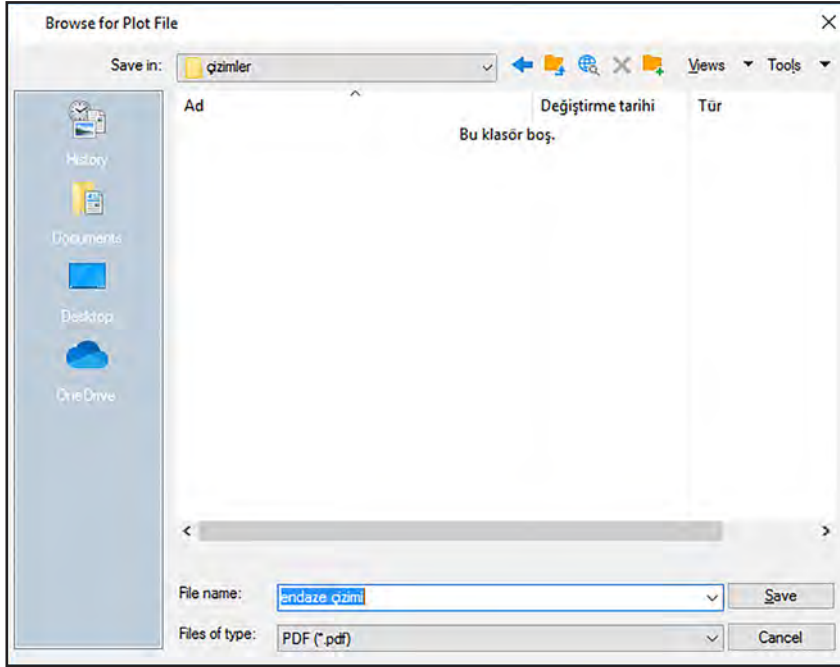 Browse for Plot File
Save in: çizimler Views Tools
Ad Değiştirme tarihi Tür
Bu klasör boş.
History
Documents
Desktop
OneDrive
File name: endaze çizimi Save
Files of type: PDF (*.pdf) Cancel